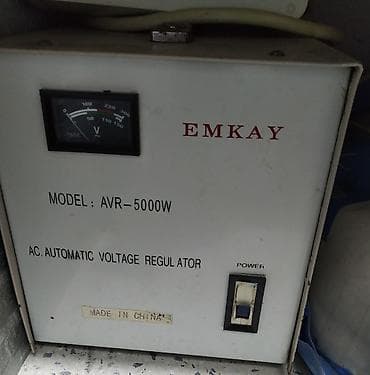 EMKAY
V
MODEL: AVR-5000W
AC. AUTOMATIC VOLTAGE REGULATOR
POWER
MADE IN CHINA